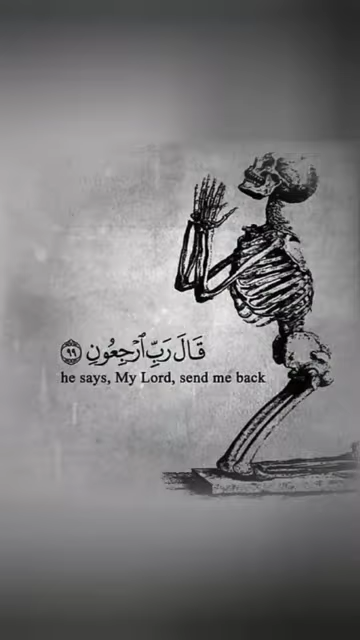 قَالَ رَبِّ ٱرْجِعُونِ ٩٩
he says, My Lord, send me back